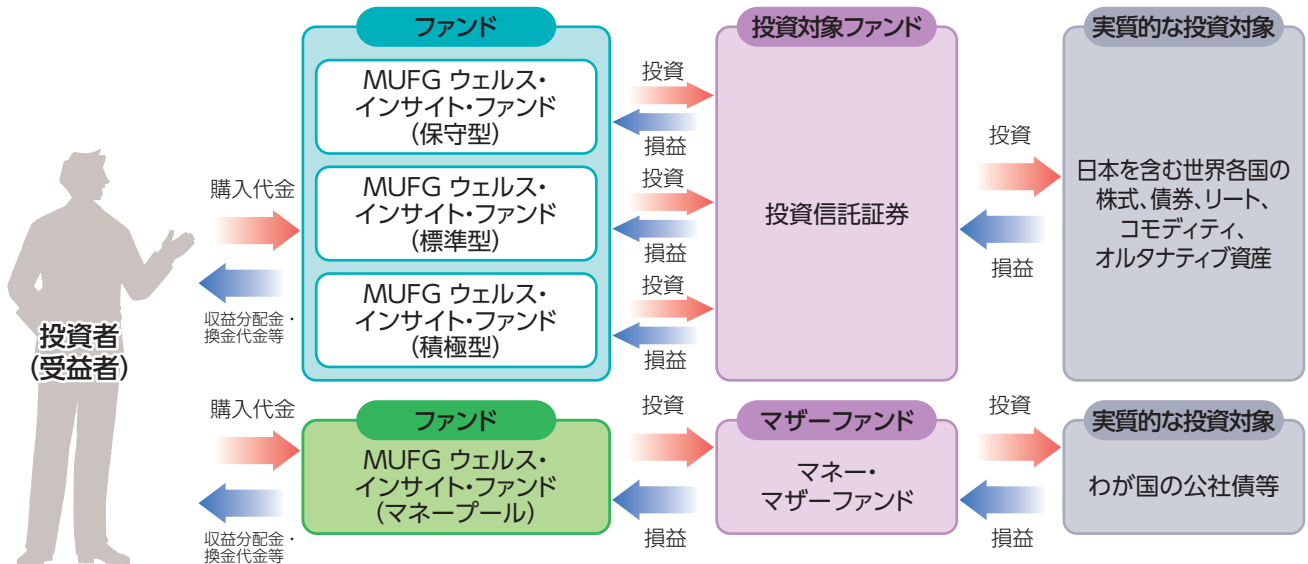 ファンド
MUFG ウェルス・
インサイト・ファンド
(保守型)
MUFG ウェルス・
インサイト・ファンド
(標準型)
MUFG ウェルス・
インサイト・ファンド
(積極型)
投資
損益
投資
損益
投資
損益
投資対象ファンド
投資信託証券
投資
損益
実質的な投資対象
日本を含む世界各国の
株式、債券、リート、
コモディティ、
オルタナティブ資産
購入代金
収益分配金・
換金代金等
投資者
(受益者)
購入代金
収益分配金・
換金代金等
ファンド
MUFG ウェルス・
インサイト・ファンド
(マネープール)
投資
損益
マザーファンド
マネー・
マザーファンド
投資
損益
実質的な投資対象
わが国の公社債等